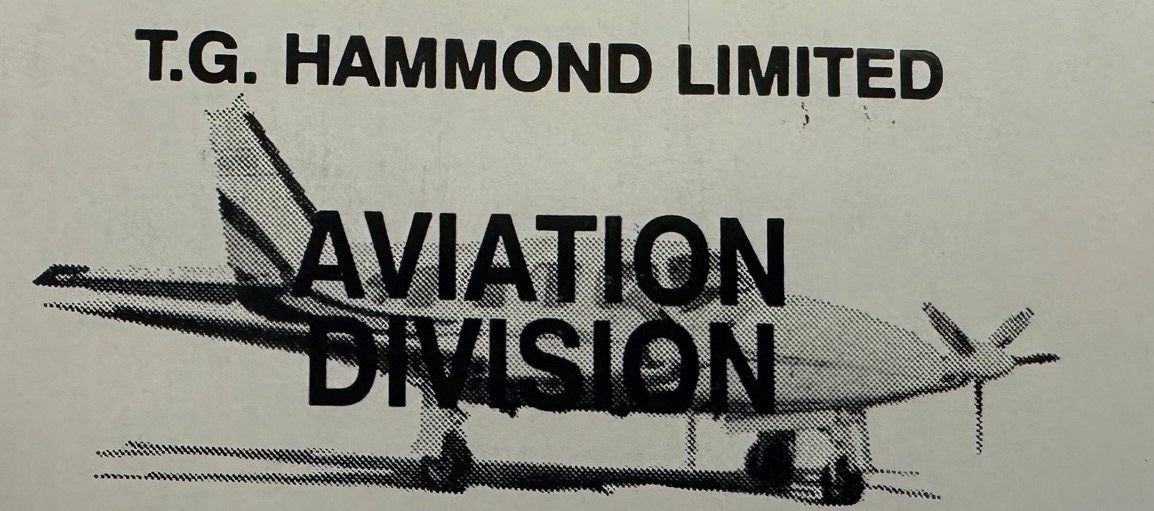 T.G. HAMMOND LIMITED
AVIATION
DIVISION